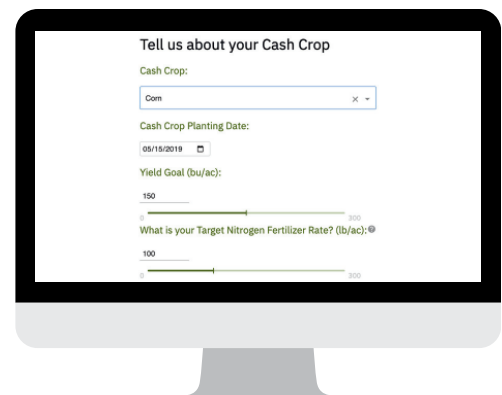 Tell us about your Cash Crop
Cash Crop:
Corn
Cash Crop Planting Date:
05/15/2019
Yield Goal (bu/ac):
150
0 300
What is your Target Nitrogen Fertilizer Rate? (lb/ac):
100
0 300